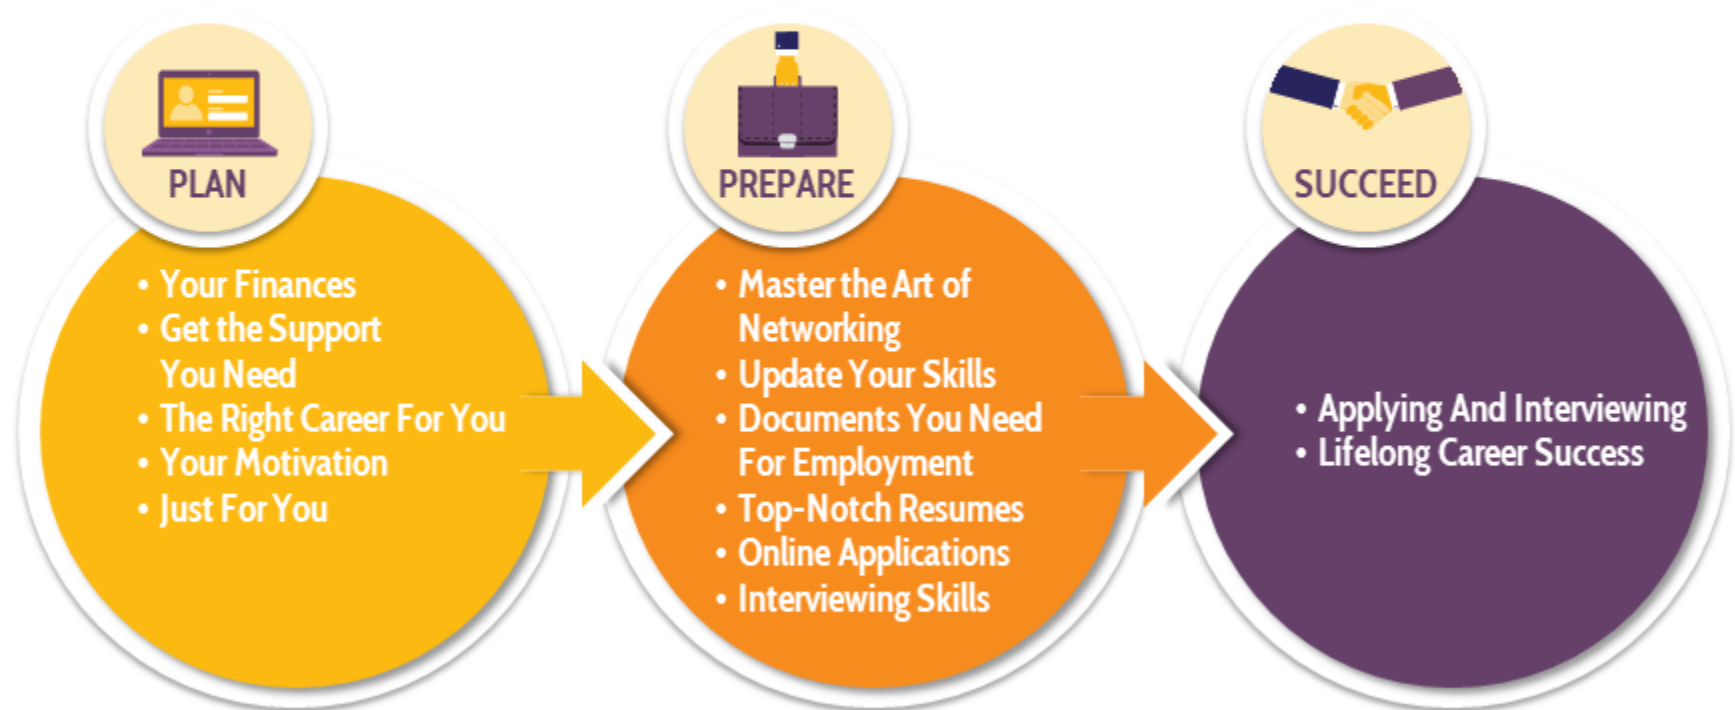 PLAN
• Your Finances
• Get the Support
You Need
• The Right Career For You
• Your Motivation
• Just For You
PREPARE
• Master the Art of
Networking
• Update Your Skills
• Documents You Need
For Employment
• Top-Notch Resumes
• Online Applications
• Interviewing Skills
SUCCEED
• Applying And Interviewing
• Lifelong Career Success